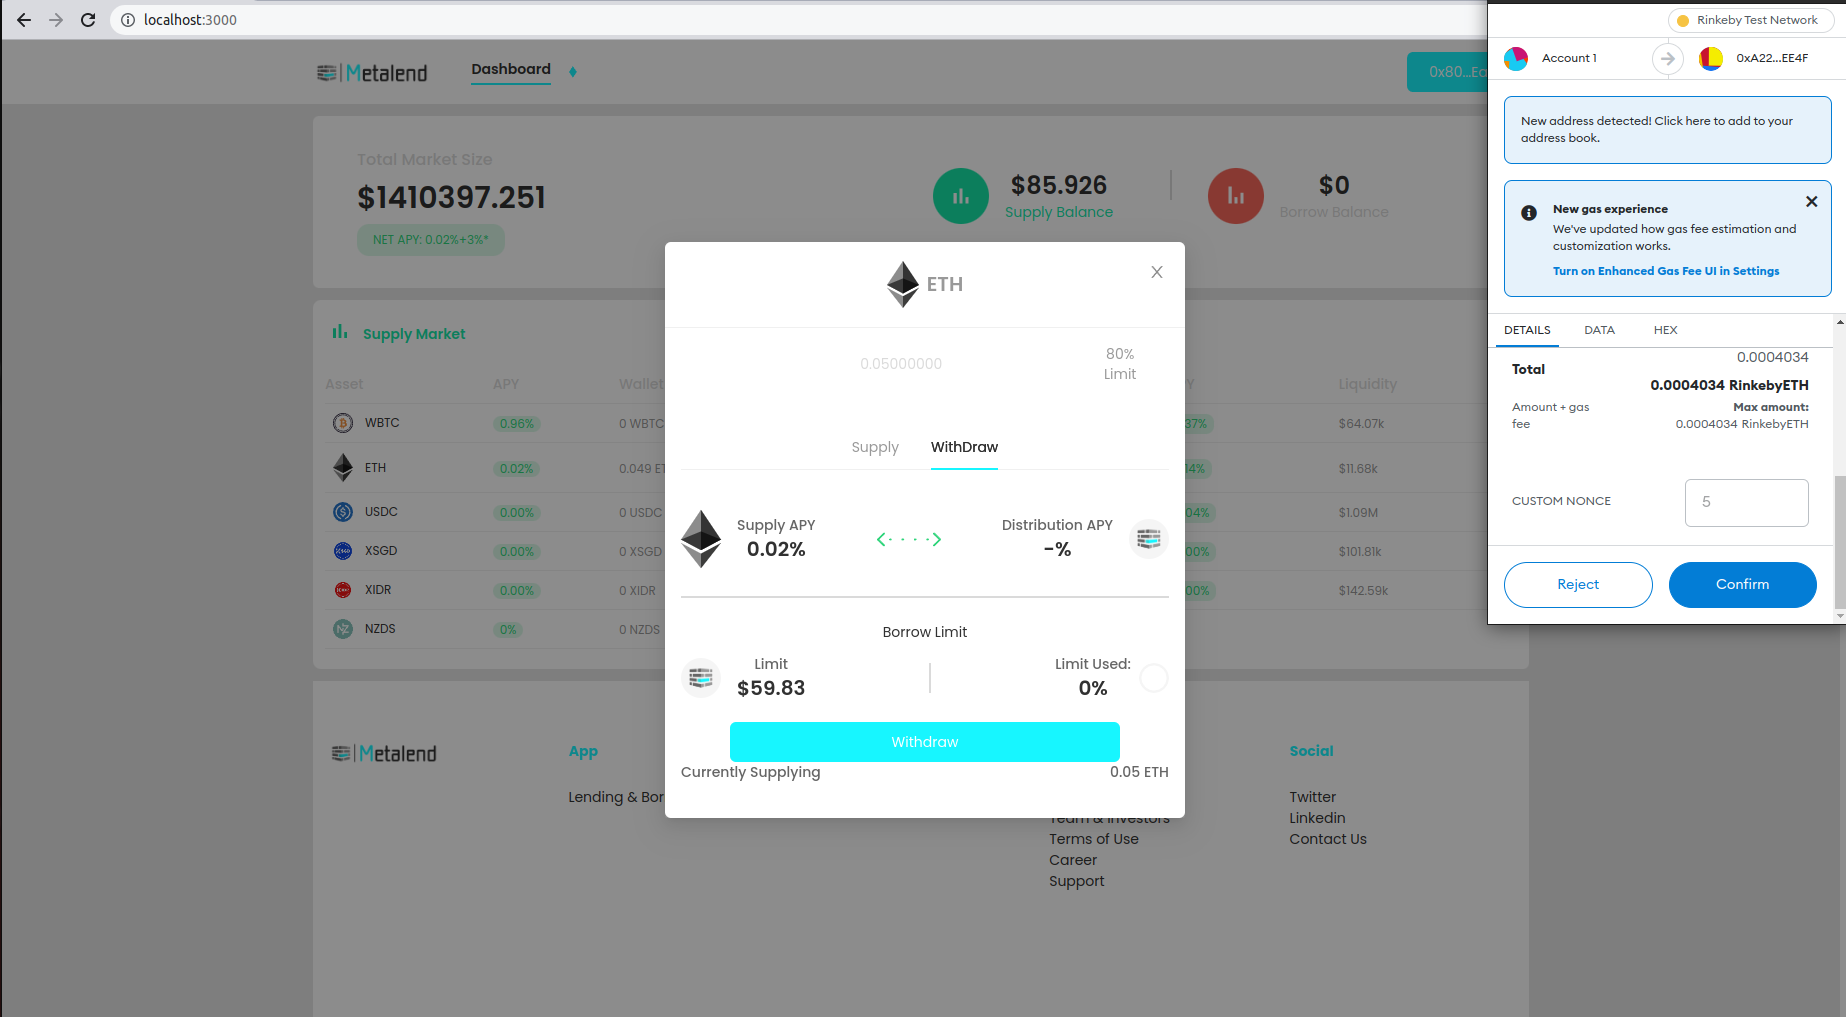 localhost:3000
Metalend
Dashboard
0x80...Ec
Total Market Size
$1410397.251
NET APY: 0.02%+3%*
$85.926
Supply Balance
$0
Borrow Balance
Supply Market
Asset
APY
Wallet
Liquidity
WBTC
0.96%
0 WBTC
37%
$64.07k
ETH
0.02%
0.049 ET
14%
$11.68k
USDC
0.00%
0 USDC
04%
$1.09M
XSGD
0.00%
0 XSGD
00%
$101.81k
XIDR
0.00%
0 XIDR
00%
$142.59k
NZDS
0%
0 NZDS
ETH
X
0.05000000
80%
Limit
Supply
WithDraw
Supply APY
0.02%
Distribution APY
-%
Borrow Limit
Limit
$59.83
Limit Used:
0%
Withdraw
Currently Supplying
0.05 ETH
Metalend
App
Lending & Bor
Team & Investors
Terms of Use
Career
Support
Social
Twitter
Linkedin
Contact Us
Rinkeby Test Network
Account 1
0xA22...EE4F
New address detected! Click here to add to your
address book.
New gas experience
We've updated how gas fee estimation and
customization works.
Turn on Enhanced Gas Fee UI in Settings
DETAILS
DATA
HEX
0.0004034
Total
0.0004034 RinkebyETH
Amount + gas
fee
Max amount:
0.0004034 RinkebyETH
CUSTOM NONCE
5
Reject
Confirm